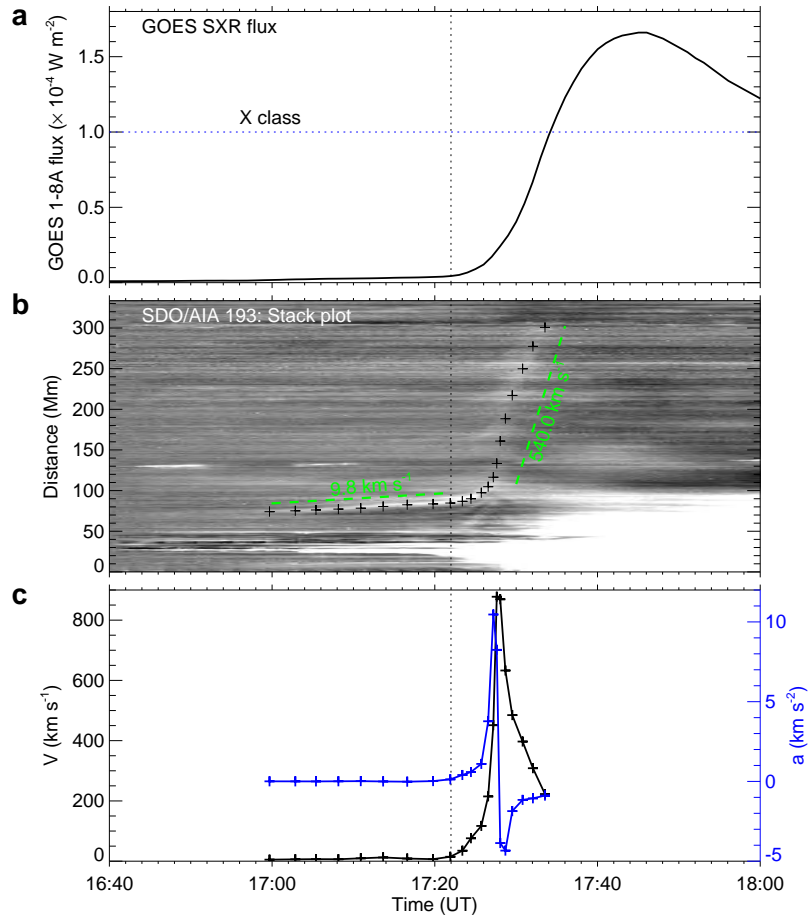 a
GOES SXR flux
X class
GOES 1-8A flux (× 10⁻⁴ W m⁻²)
1.5
1.0
0.5
0.0
b
SDO/AIA 193: Stack plot
Distance (Mm)
300
250
200
150
100
50
0
9.8 km s⁻
540.0 km s⁻
c
V (km s⁻¹)
800
600
400
200
0
a (km s⁻²)
10
5
0
-5
16:40 17:00 17:20 17:40 18:00
Time (UT)